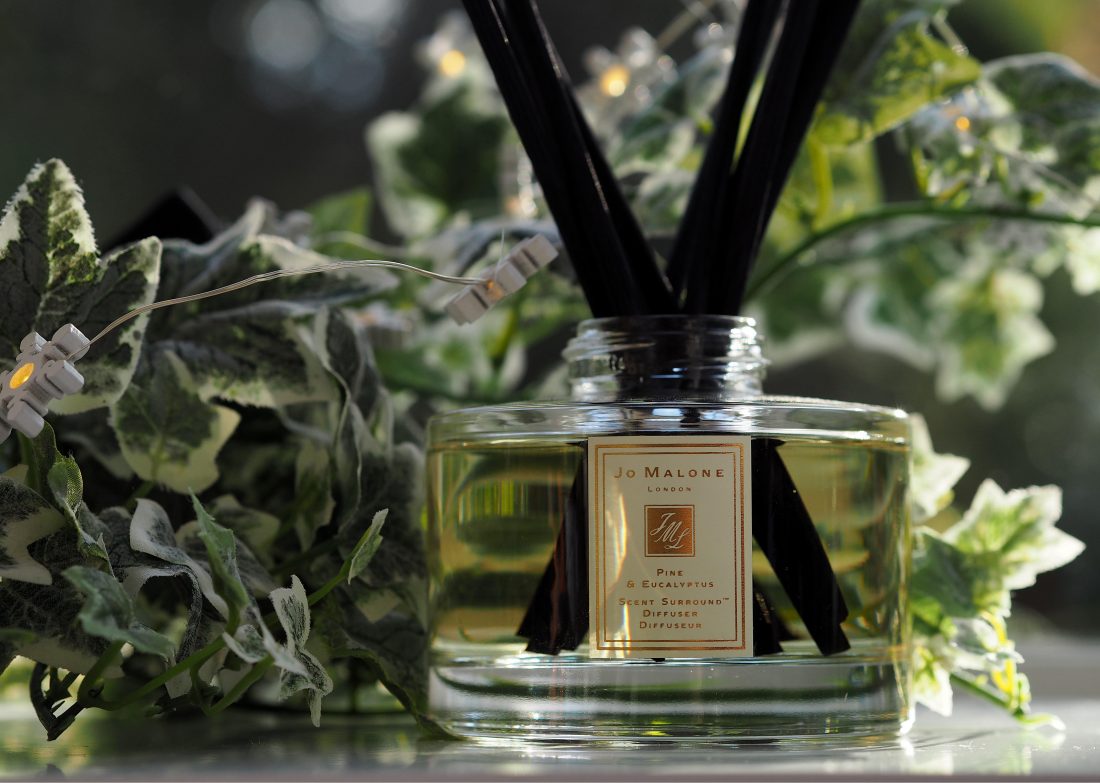 Jo Malone
London
JML
Pine
& Eucalyptus
Scent Surround™
Diffuser
Diffuseur